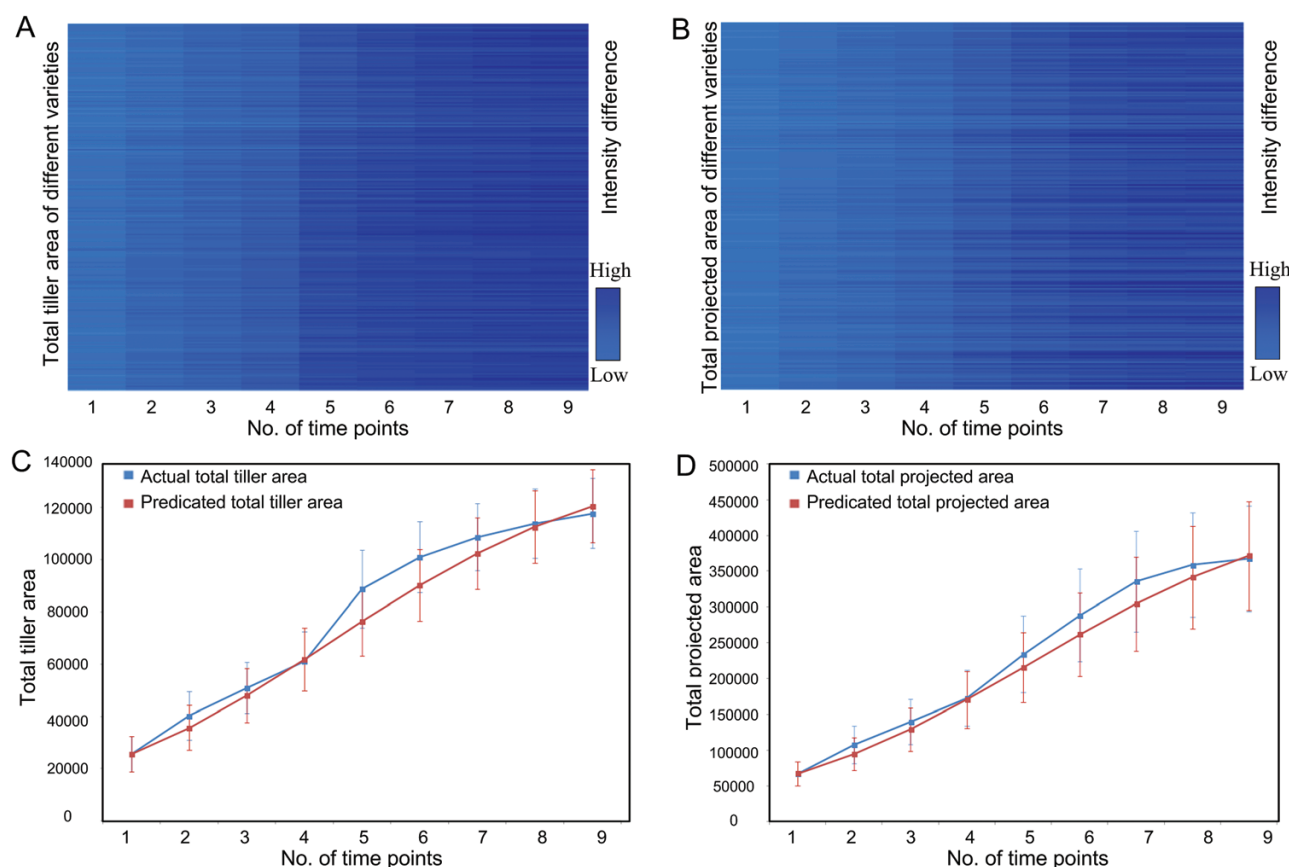 A
Total tiller area of different varieties
Intensity difference
High
Low
1 2 3 4 5 6 7 8 9
No. of time points
B
Total projected area of different varieties
Intensity difference
High
Low
1 2 3 4 5 6 7 8 9
No. of time points
C
Total tiller area
140000
120000
100000
80000
60000
40000
20000
0
Actual total tiller area
Predicated total tiller area
1 2 3 4 5 6 7 8 9
No. of time points
D
Total projected area
500000
450000
400000
350000
300000
250000
200000
150000
100000
50000
0
Actual total projected area
Predicated total projected area
1 2 3 4 5 6 7 8 9
No. of time points